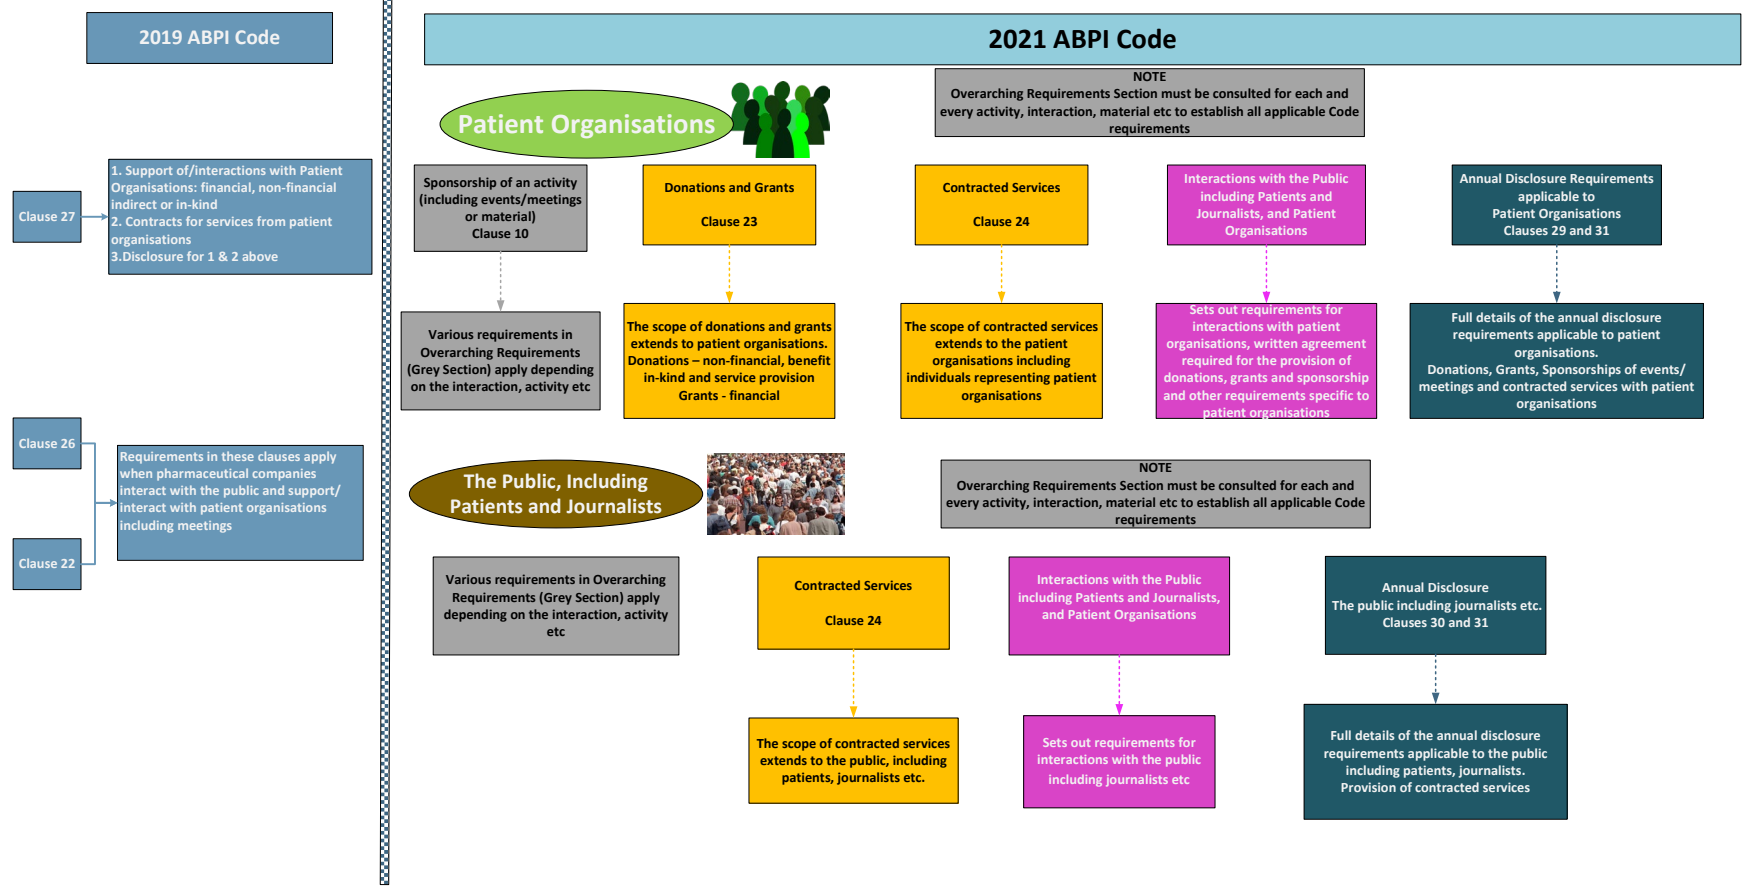 2019 ABPI Code
2021 ABPI Code
Clause 27
1. Support of/interactions with Patient
Organisations: financial, non-financial
indirect or in-kind
2. Contracts for services from patient
organisations
3.Disclosure for 1 & 2 above
Clause 26
Clause 22
Requirements in these clauses apply
when pharmaceutical companies
interact with the public and support/
interact with patient organisations
including meetings
Patient Organisations
NOTE
Overarching Requirements Section must be consulted for each and
every activity, interaction, material etc to establish all applicable Code
requirements
Sponsorship of an activity
(including events/meetings
or material)
Clause 10
Various requirements in
Overarching Requirements
(Grey Section) apply depending
on the interaction, activity etc
Donations and Grants
Clause 23
The scope of donations and grants
extends to patient organisations.
Donations – non-financial, benefit
in-kind and service provision
Grants - financial
Contracted Services
Clause 24
The scope of contracted services
extends to the patient
organisations including
individuals representing patient
organisations
Interactions with the Public
including Patients and
Journalists, and Patient
Organisations
Sets out requirements for
interactions with patient
organisations, written agreement
required for the provision of
donations, grants and sponsorship
and other requirements specific to
patient organisations
Annual Disclosure Requirements
applicable to
Patient Organisations
Clauses 29 and 31
Full details of the annual disclosure
requirements applicable to patient
organisations.
Donations, Grants, Sponsorships of events/
meetings and contracted services with patient
organisations
The Public, Including
Patients and Journalists
NOTE
Overarching Requirements Section must be consulted for each and
every activity, interaction, material etc to establish all applicable Code
requirements
Various requirements in Overarching
Requirements (Grey Section) apply
depending on the interaction, activity
etc
Contracted Services
Clause 24
The scope of contracted services
extends to the public, including
patients, journalists etc.
Interactions with the Public
including Patients and Journalists,
and Patient Organisations
Sets out requirements for
interactions with the public
including journalists etc
Annual Disclosure
The public including journalists etc.
Clauses 30 and 31
Full details of the annual disclosure
requirements applicable to the public
including patients, journalists.
Provision of contracted services